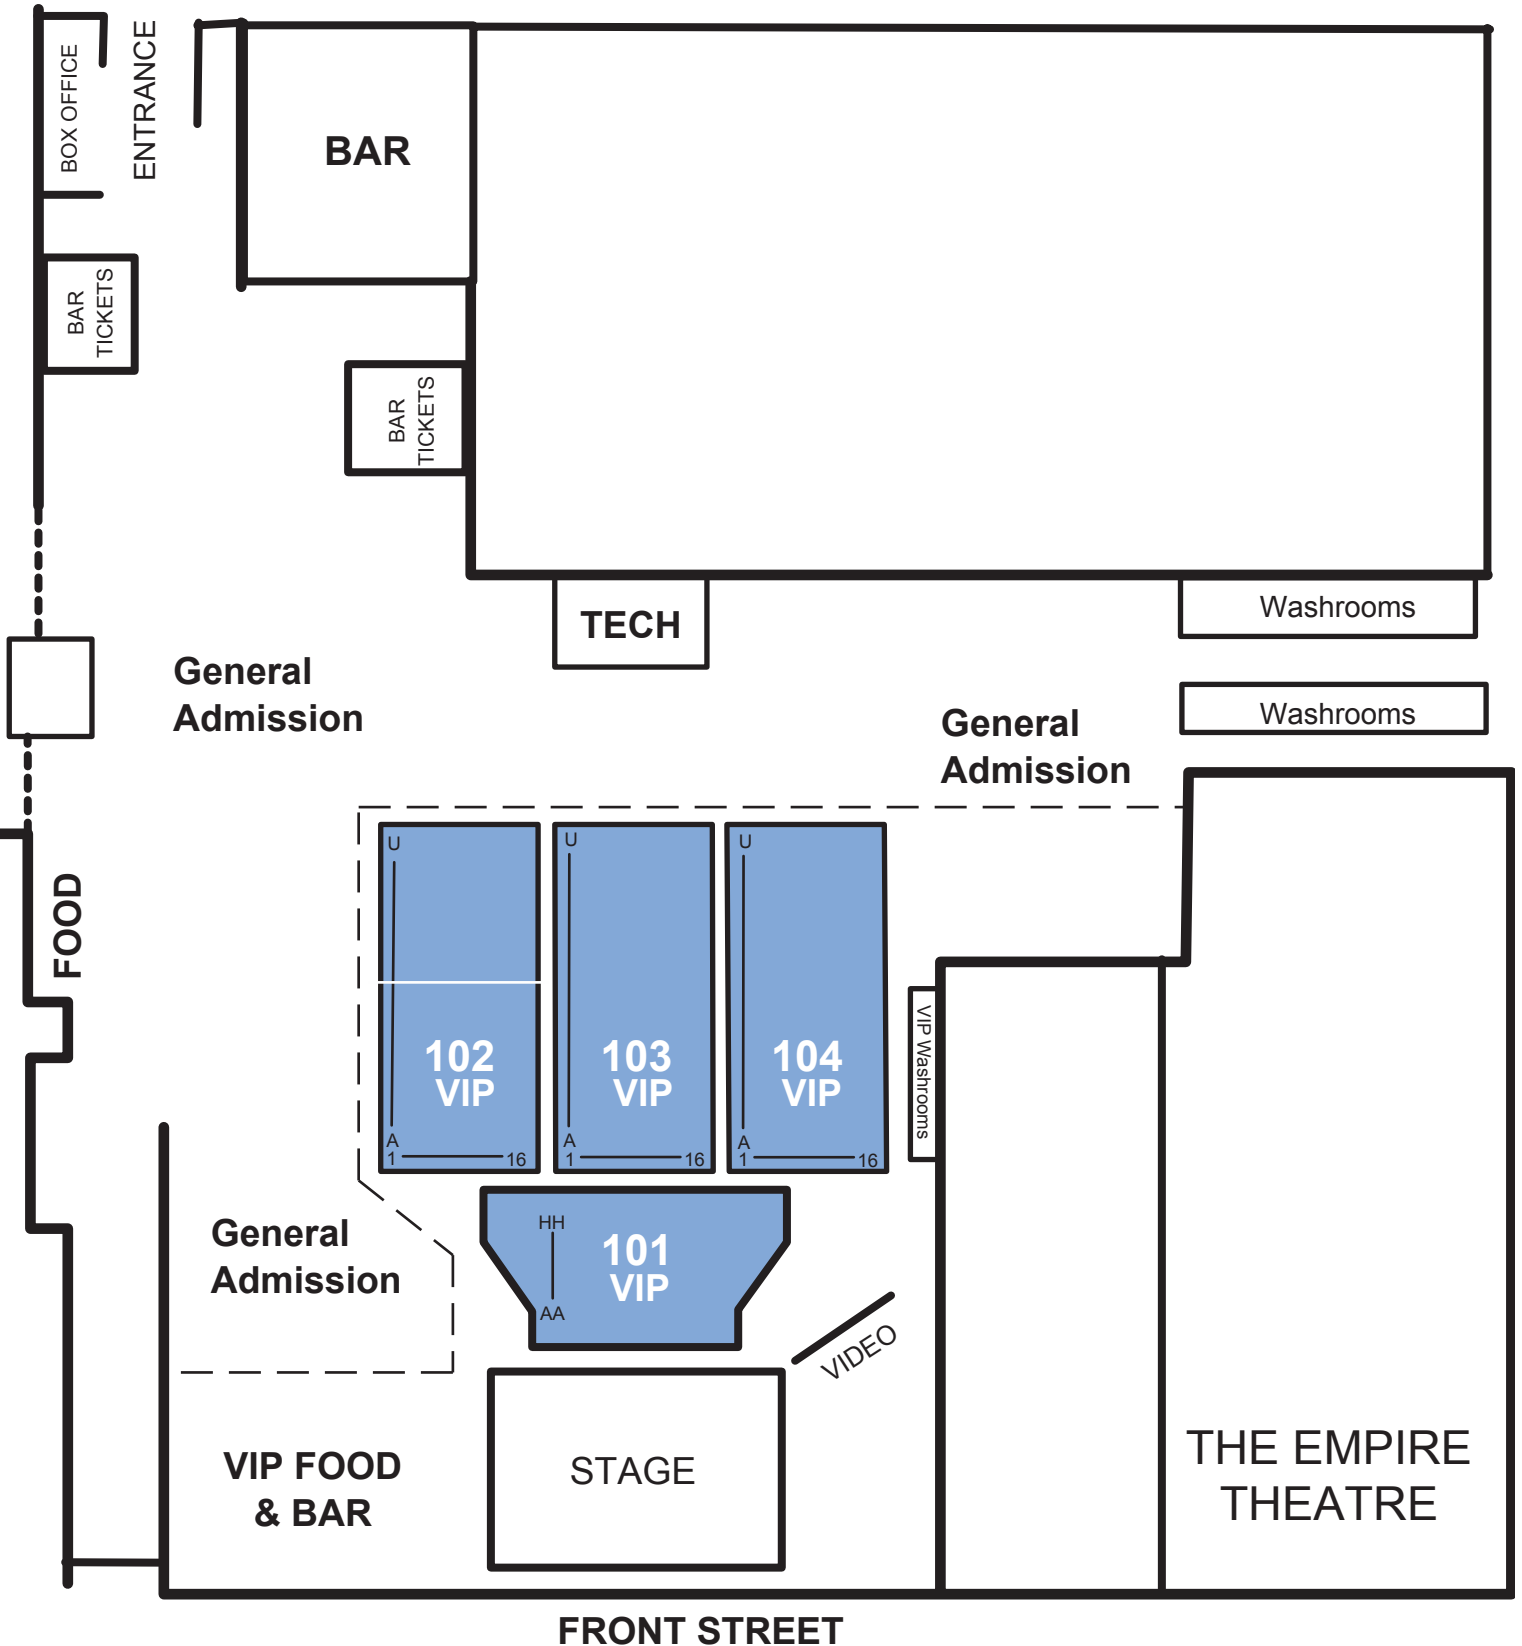 BOX OFFICE
ENTRANCE
BAR
BAR
TICKETS
BAR
TICKETS
TECH
Washrooms
Washrooms
General
Admission
General
Admission
FOOD
U
A
1
16
102
VIP
U
A
1
16
103
VIP
U
A
1
16
104
VIP
VIP Washrooms
HH
AA
101
VIP
General
Admission
VIDEO
VIP FOOD
& BAR
STAGE
THE EMPIRE
THEATRE
FRONT STREET